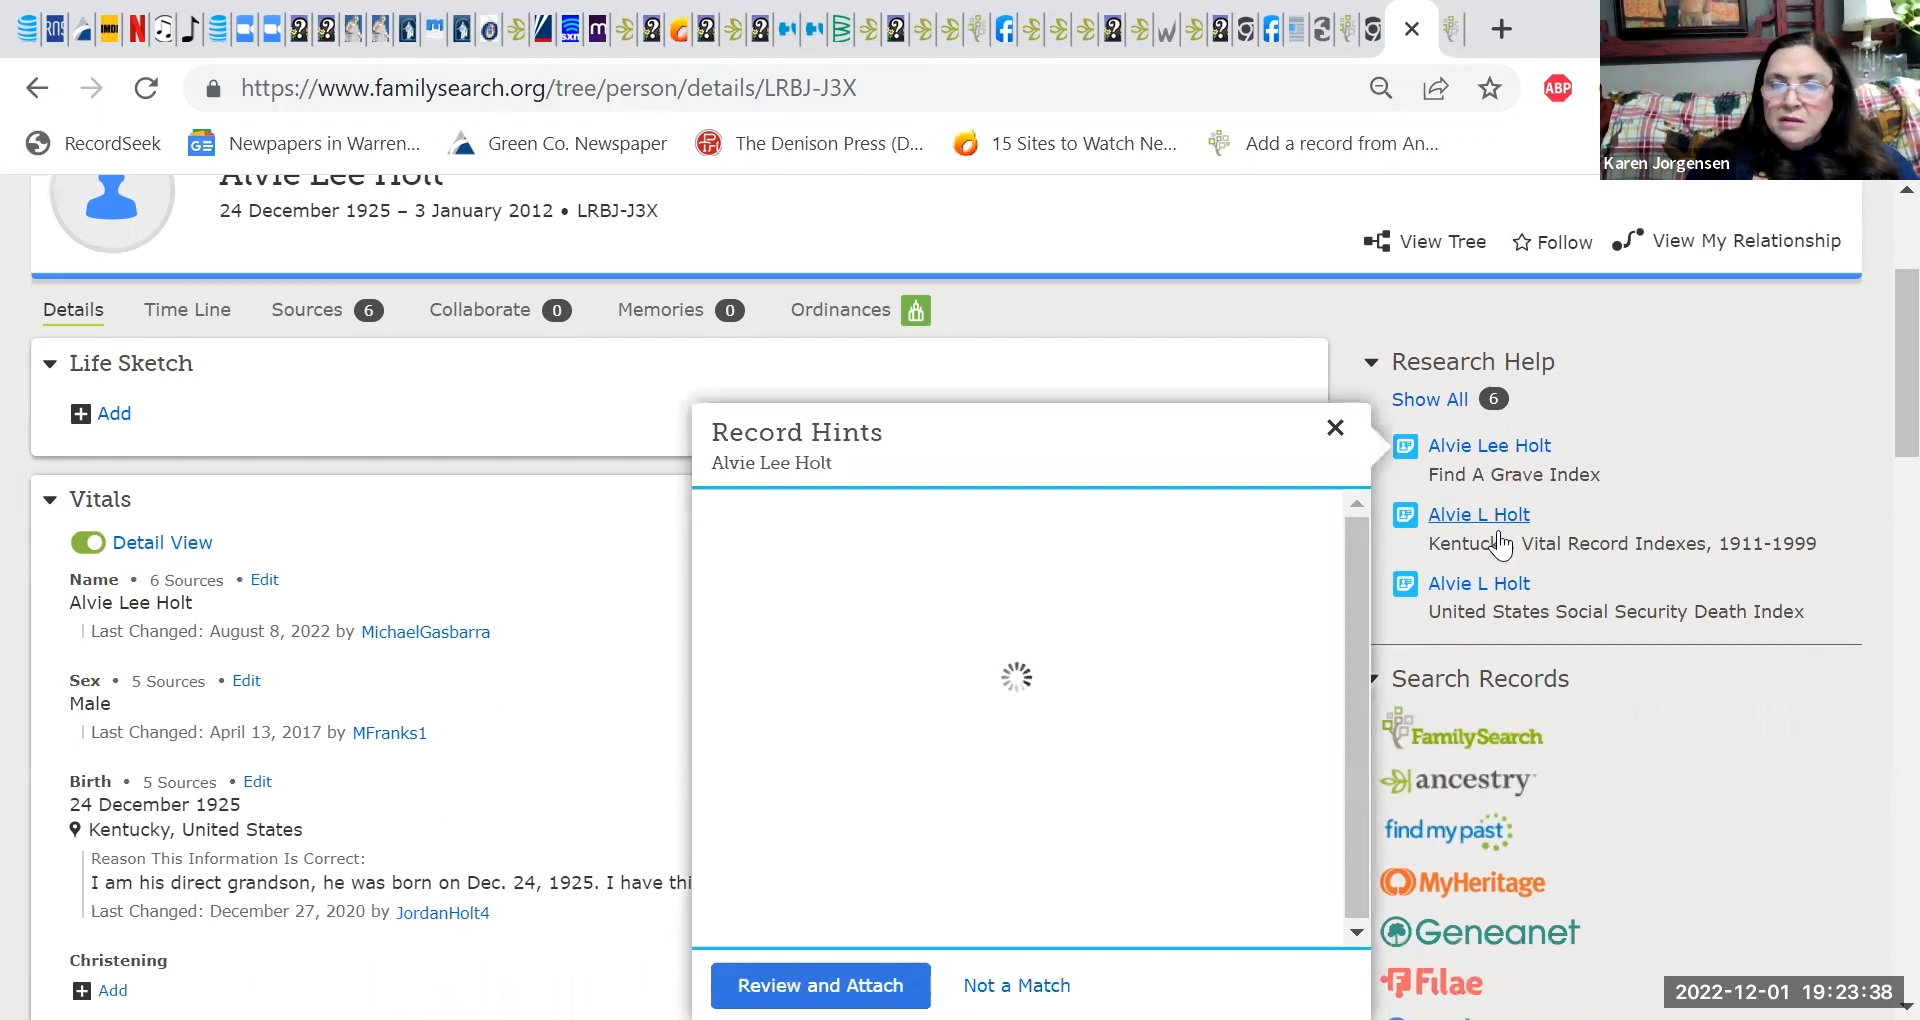 https://www.familysearch.org/tree/person/details/LRBJ-J3X
ABP
RecordSeek
Newpapers in Warren...
Green Co. Newspaper
The Denison Press (D...
15 Sites to Watch Ne...
Add a record from An...
Karen Jorgensen
Alvie Lee Holt
24 December 1925 – 3 January 2012 • LRBJ-J3X
View Tree
Follow
View My Relationship
Details
Time Line
Sources 6
Collaborate 0
Memories 0
Ordinances
Life Sketch
Add
Vitals
Detail View
Name • 6 Sources • Edit
Alvie Lee Holt
Last Changed: August 8, 2022 by MichaelGasbarra
Sex • 5 Sources • Edit
Male
Last Changed: April 13, 2017 by MFranks1
Birth • 5 Sources • Edit
24 December 1925
Kentucky, United States
Reason This Information Is Correct:
I am his direct grandson, he was born on Dec. 24, 1925. I have thi
Last Changed: December 27, 2020 by JordanHolt4
Christening
Add
Record Hints
Alvie Lee Holt
Review and Attach
Not a Match
Research Help
Show All 6
Alvie Lee Holt
Find A Grave Index
Alvie L Holt
Kentucky Vital Record Indexes, 1911-1999
Alvie L Holt
United States Social Security Death Index
Search Records
FamilySearch
ancestry
findmypast
MyHeritage
Geneanet
Filae
2022-12-01 19:23:38